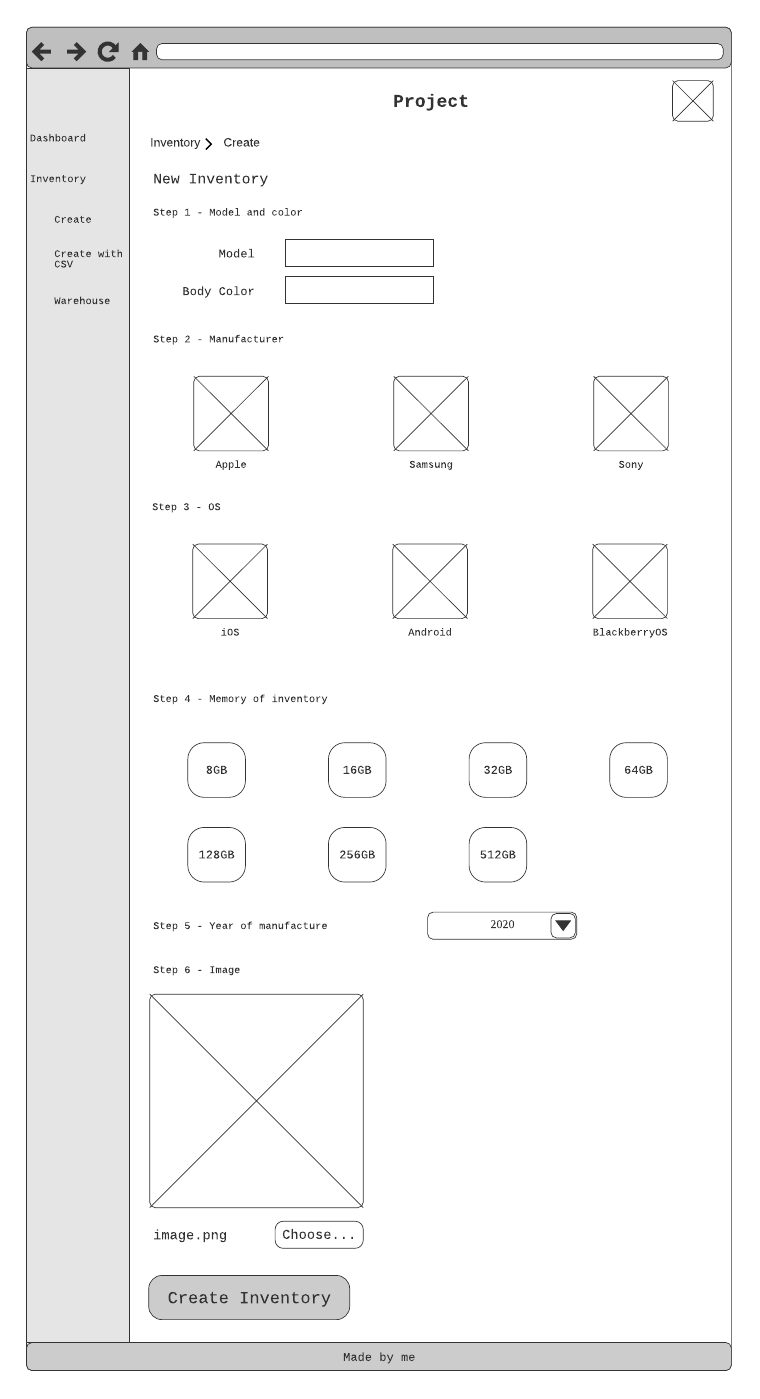 Project
Dashboard
Inventory
Create
Create with
CSV
Warehouse
Inventory Create
New Inventory
Step 1 - Model and color
Model
Body Color
Step 2 - Manufacturer
Apple Samsung Sony
Step 3 - OS
iOS Android BlackberryOS
Step 4 - Memory of inventory
8GB 16GB 32GB 64GB
128GB 256GB 512GB
Step 5 - Year of manufacture 2020
Step 6 - Image
image.png Choose...
Create Inventory
Made by me